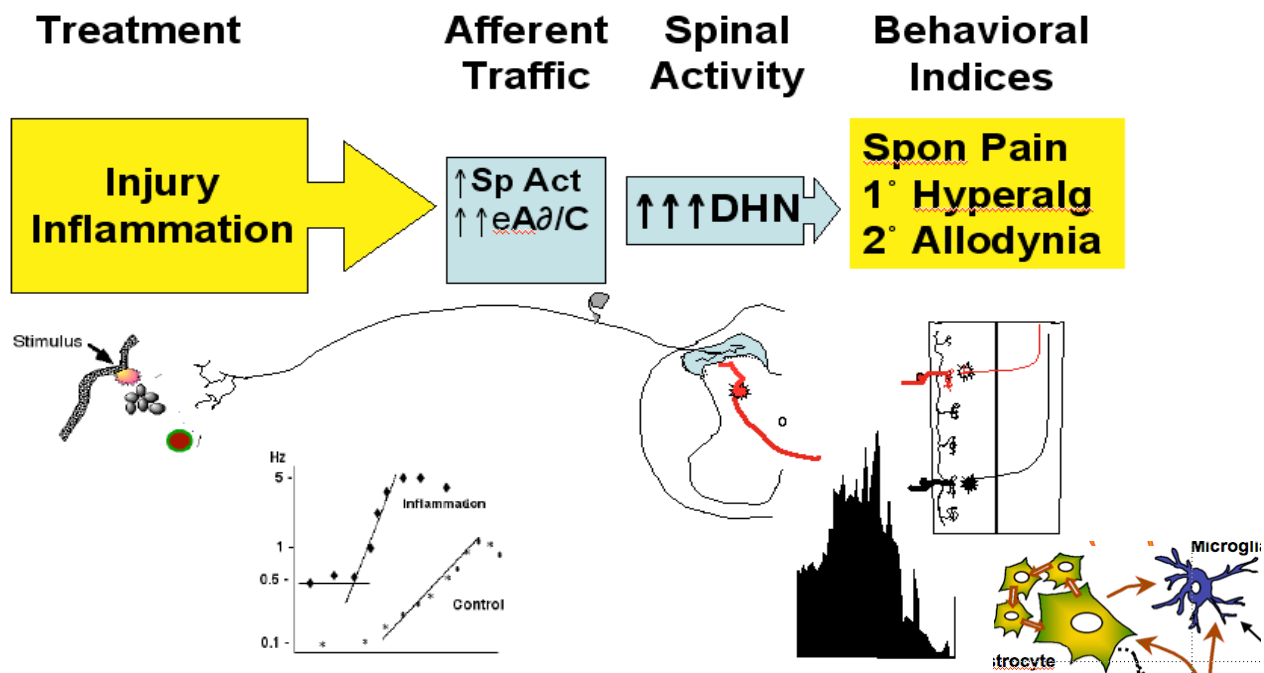 Treatment
Afferent
Traffic
Spinal
Activity
Behavioral
Indices
Injury
Inflammation
↑Sp Act
↑↑eA∂/C
↑↑↑DHN
Spon Pain
1° Hyperalg
2° Allodynia
Stimulus
Hz
5 -
Inflammation
1 -
0.5 -
Control
0.1 -
Microglia
strocyte